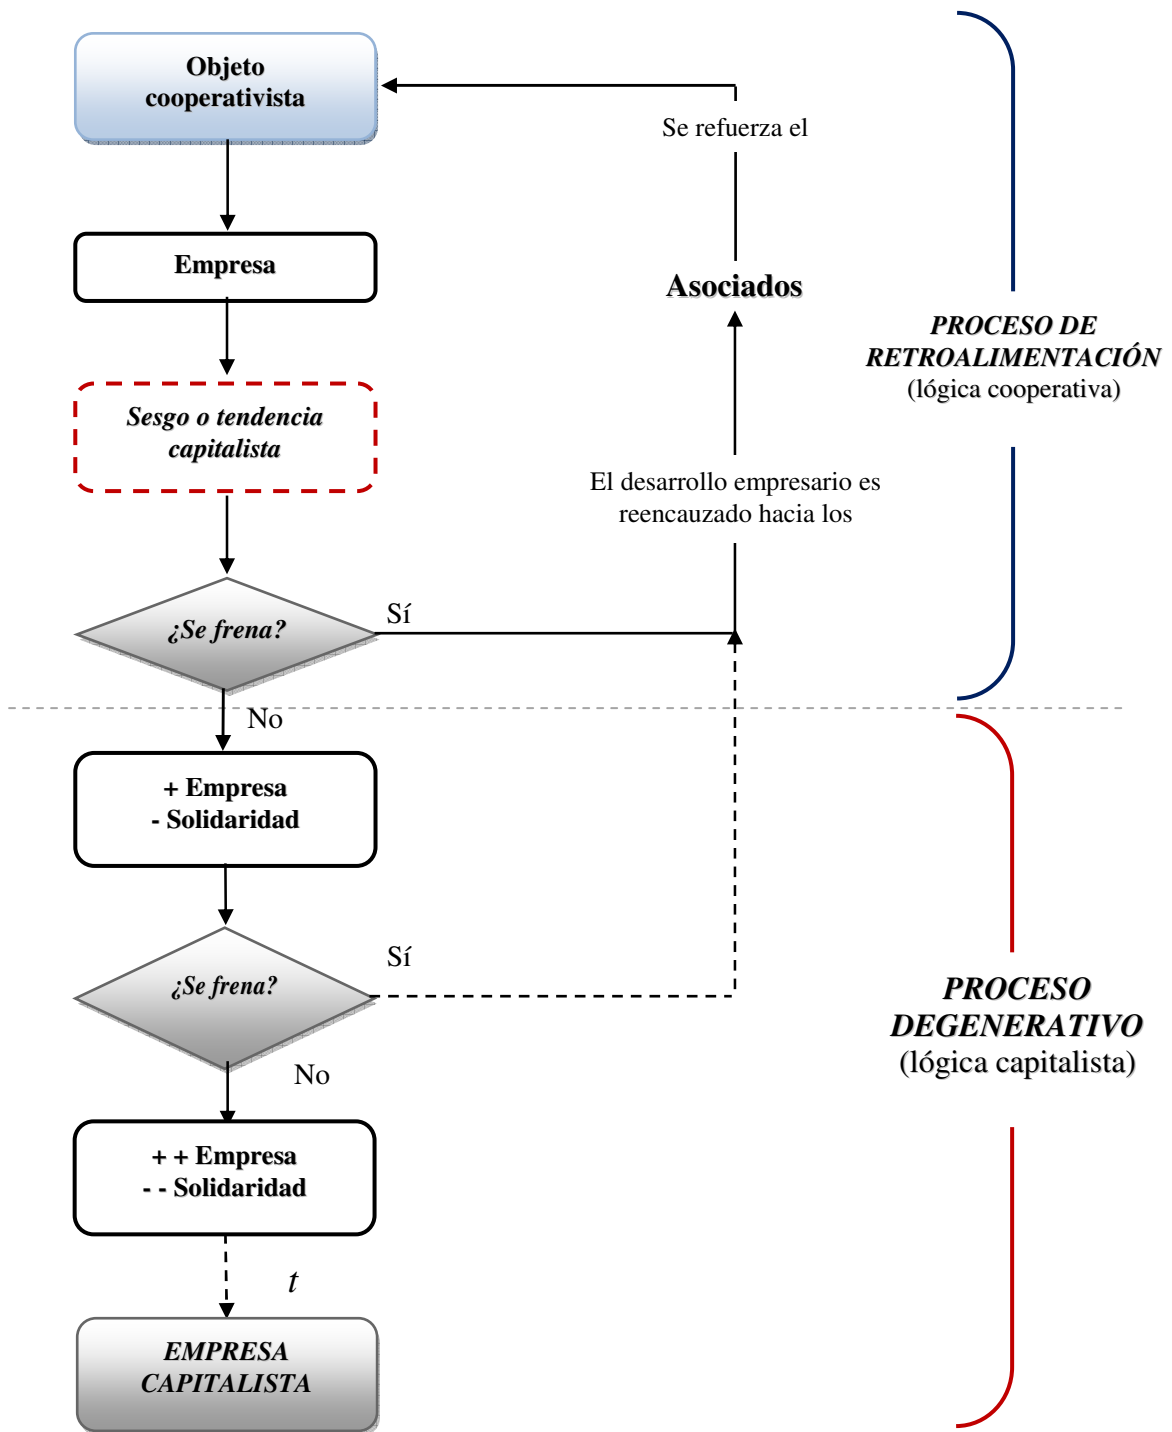 Objeto
cooperativista
Se refuerza el
Empresa
Asociados
PROCESO DE
RETROALIMENTACIÓN
(lógica cooperativa)
Sesgo o tendencia
capitalista
El desarrollo empresario es
reencauzado hacia los
¿Se frena?
Sí
No
+ Empresa
- Solidaridad
¿Se frena?
Sí
No
PROCESO
DEGENERATIVO
(lógica capitalista)
+ + Empresa
- - Solidaridad
t
EMPRESA
CAPITALISTA